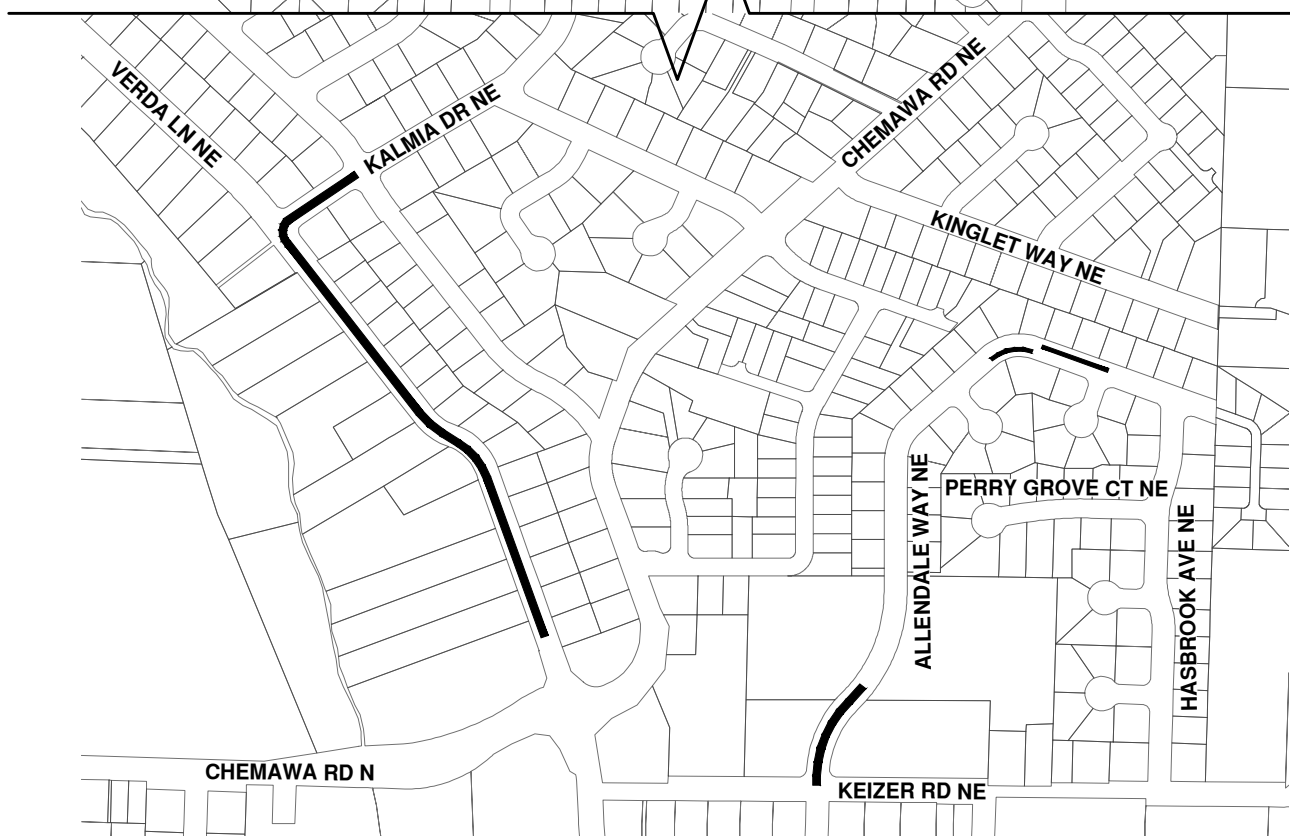 VERDA LN NE
KALMIA DR NE
CHEMAWA RD NE
KINGLET WAY NE
ALLENDALE WAY NE
PERRY GROVE CT NE
HASBROOK AVE NE
CHEMAWA RD N
KEIZER RD NE